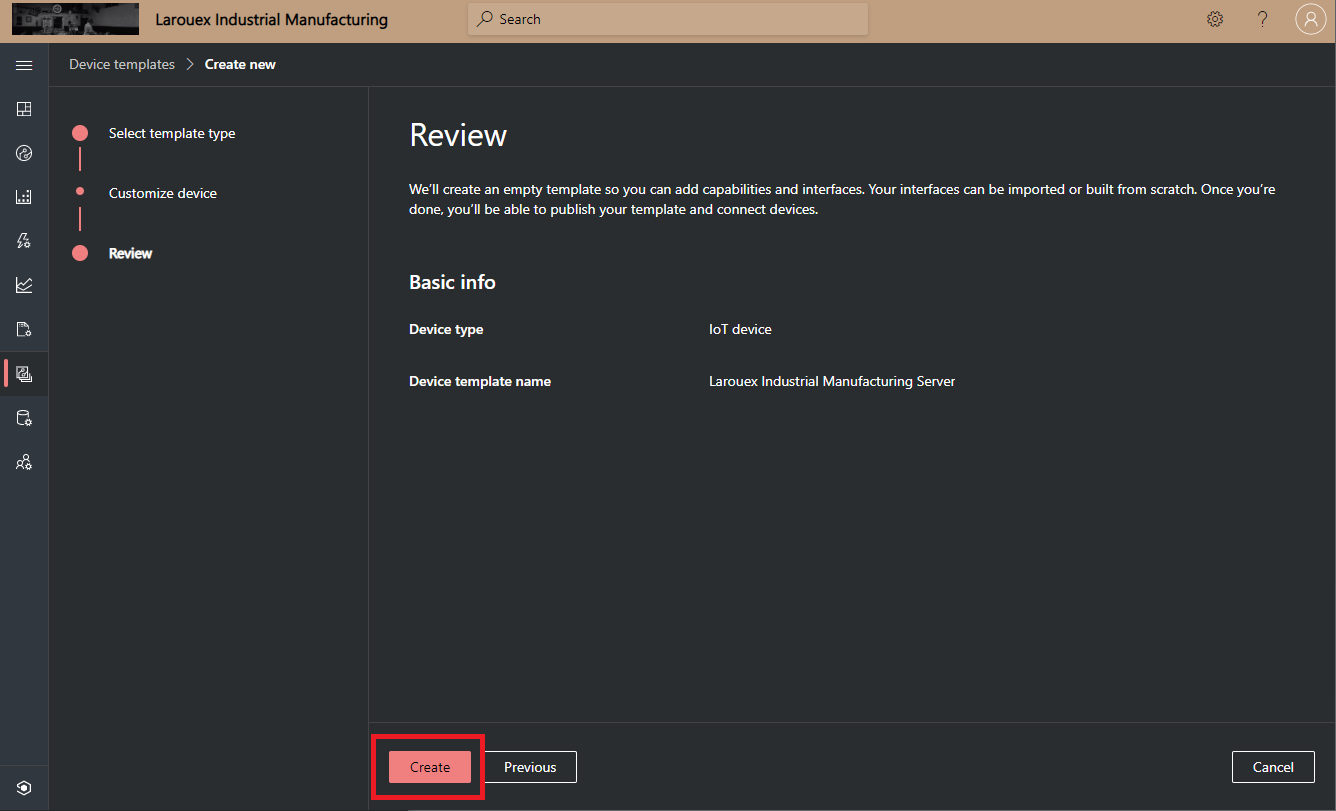 Larouex Industrial Manufacturing
Search
?
Device templates > Create new
Select template type
Customize device
Review
Review
We'll create an empty template so you can add capabilities and interfaces. Your interfaces can be imported or built from scratch. Once you're
done, you'll be able to publish your template and connect devices.
Basic info
Device type IoT device
Device template name Larouex Industrial Manufacturing Server
Create Previous Cancel